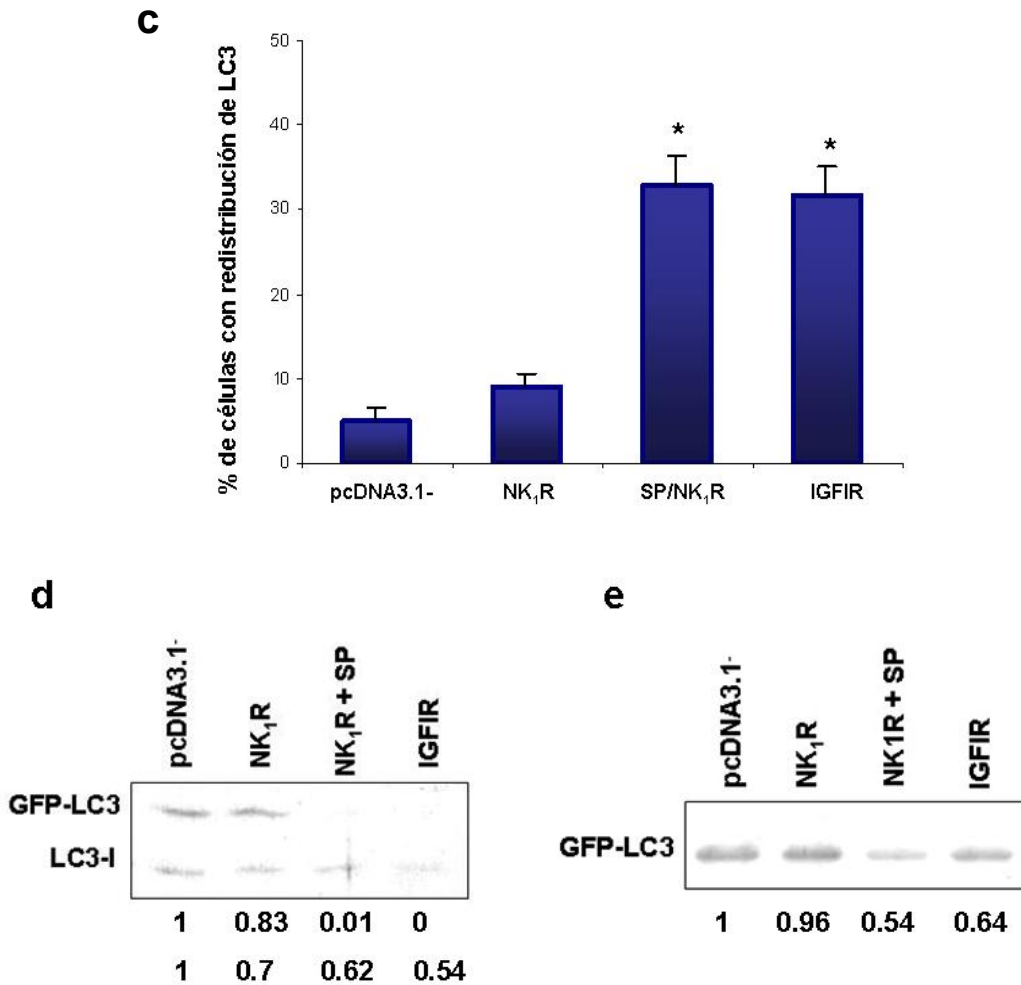 c
% de células con redistribución de LC3
50
40
30
20
10
0
*
*
pcDNA3.1-
NK₁R
SP/NK₁R
IGFIR
d
pcDNA3.1⁻
NK₁R
NK₁R + SP
IGFIR
GFP-LC3
LC3-I
1 0.83 0.01 0
1 0.7 0.62 0.54
e
pcDNA3.1⁻
NK₁R
NK1R + SP
IGFIR
GFP-LC3
1 0.96 0.54 0.64